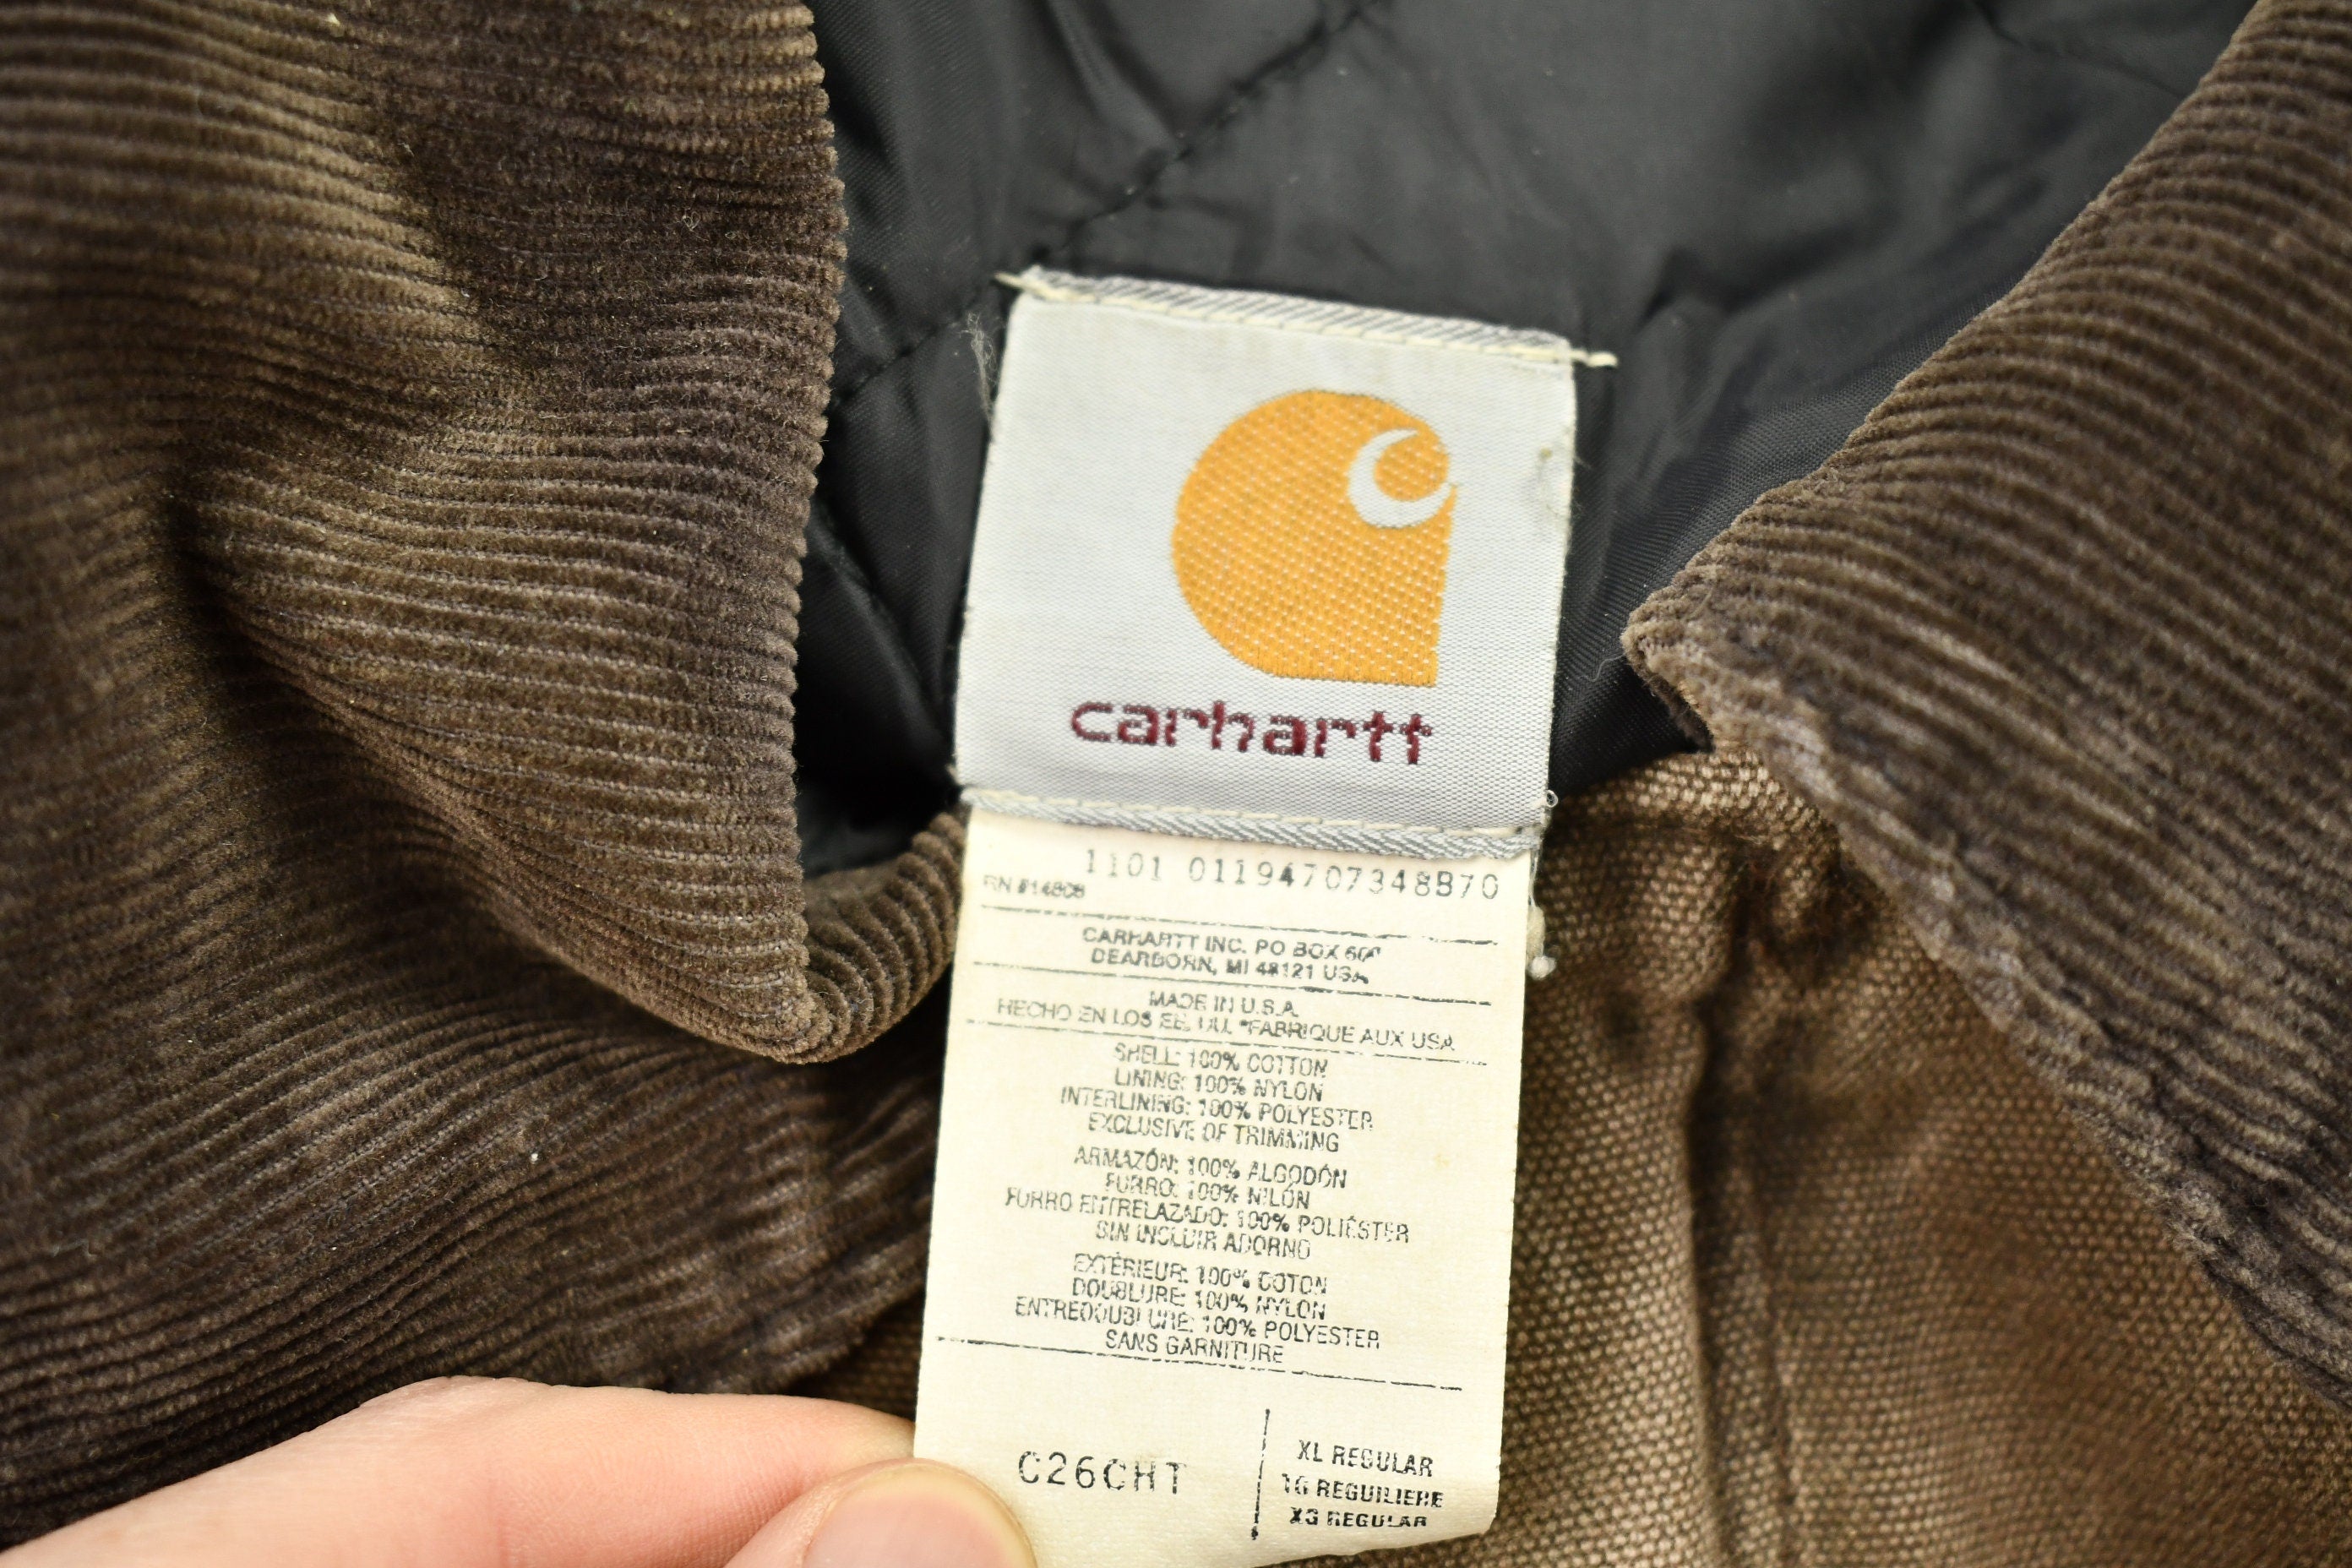 carhartt
1101 01194707348B70
RN #14806
CARHARTT INC. PO BOX 600
DEARBORN, MI 48121 USA
MADE IN U.S.A.
HECHO EN LOS EE. UU. *FABRIQUE AUX USA
SHELL: 100% COTTON
LINING: 100% NYLON
INTERLINING: 100% POLYESTER
EXCLUSIVE OF TRIMMING
ARMAZÓN: 100% ALGODÓN
FURRO: 100% NILÓN
FURRO ENTRELAZADO: 100% POLIÉSTER
SIN INCLUIR ADORNO
EXTÉRIEUR: 100% COTON
DOUBLURE: 100% NYLON
ENTREDOUBLURE: 100% POLYESTER
SANS GARNITURE
C26CHT
XL REGULAR
TG REGUILIERE
XG REGULAR